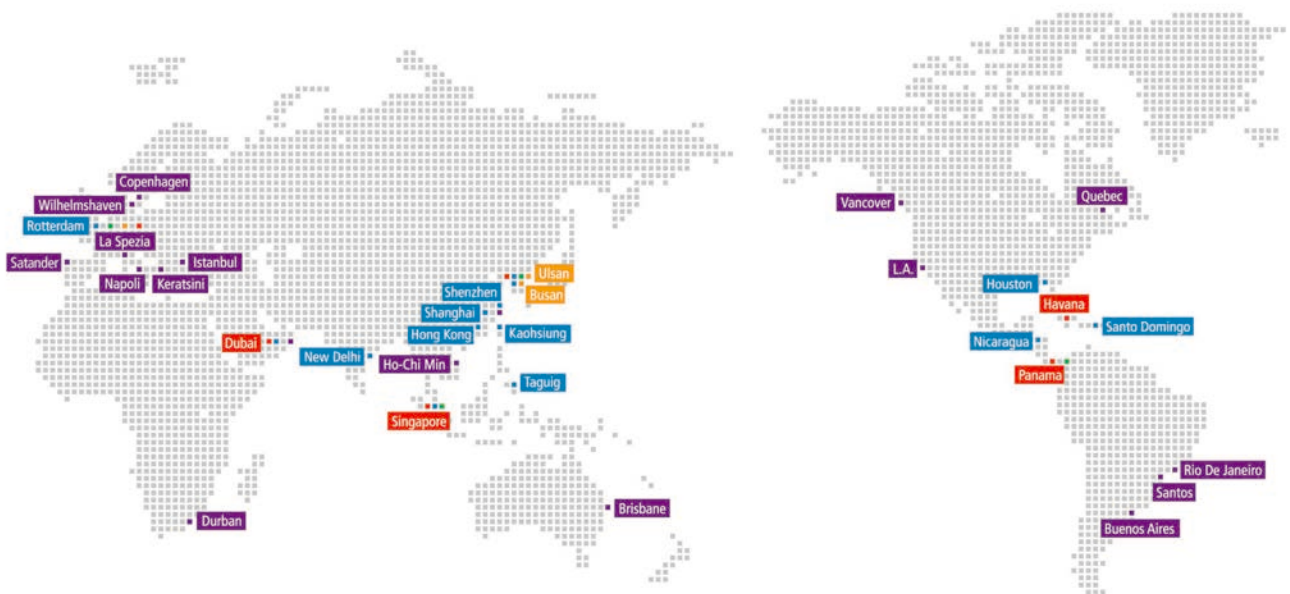 Copenhagen
Wilhelmshaven
Rotterdam
La Spezia
Satander
Istanbul
Napoli
Keratsini
Ulsan
Shenzhen
Busan
Shanghai
Hong Kong
Kaohsiung
Dubai
New Delhi
Ho-Chi Min
Taguig
Singapore
Durban
Brisbane
Vancover
Quebec
L.A.
Houston
Havana
Santo Domingo
Nicaragua
Panama
Rio De Janeiro
Santos
Buenos Aires